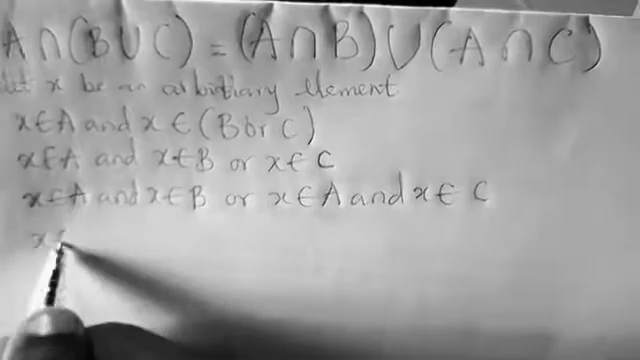 A ∩ (B ∪ C) = (A ∩ B) ∪ (A ∩ C)
let x be an arbitrary element
x ∈ A and x ∈ (B or C)
x ∈ A and x ∈ B or x ∈ C
x ∈ A and x ∈ B or x ∈ A and x ∈ C
x